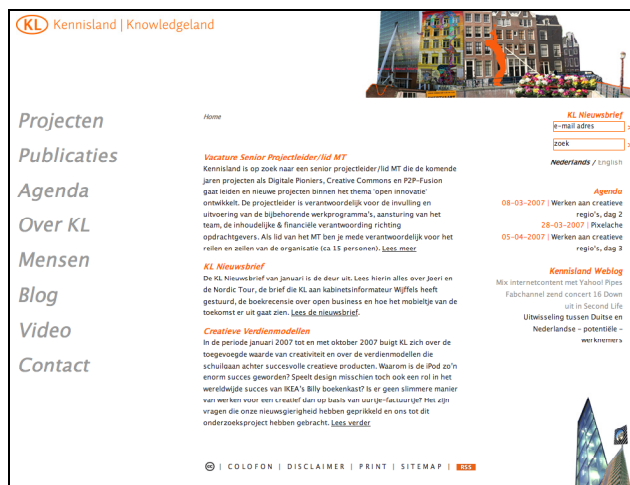 KL Kennisland | Knowledgeland
Projecten
Publicaties
Agenda
Over KL
Mensen
Blog
Video
Contact
Home
Vacature Senior Projectleider/lid MT
Kennisland is op zoek naar een senior projectleider/lid MT die de komende
jaren projecten als Digitale Pioniers, Creative Commons en P2P-Fusion
gaat leiden en nieuwe projecten binnen het thema 'open innovatie'
ontwikkelt. De projectleider is verantwoordelijk voor de invulling en
uitvoering van de bijbehorende werkprogramma's, aansturing van het
team, de inhoudelijke & financiële verantwoording richting
opdrachtgevers. Als lid van het MT ben je mede verantwoordelijk voor het
reilen en zeilen van de organisatie (ca 15 personen). Lees meer
KL Nieuwsbrief
De KL Nieuwsbrief van januari is de deur uit. Lees hierin alles over Joeri en
de Nordic Tour, de brief die KL aan kabinetsinformateur Wijffels heeft
gestuurd, de boekrecensie over open business en hoe het mobieltje van de
toekomst er uit gaat zien. Lees de nieuwsbrief.
Creatieve Verdienmodellen
In de periode januari 2007 tot en met oktober 2007 buigt KL zich over de
toegevoegde waarde van creativiteit en over de verdienmodellen die
schuilgaan achter succesvolle creatieve producten. Waarom is de iPod zo'n
enorm succes geworden? Speelt design misschien toch ook een rol in het
wereldwijde succes van IKEA's Billy boekenkast? Is er geen slimmere manier
van werken voor een creatief dan op basis van uurtje-factuurtje? Het zijn
vragen die onze nieuwsgierigheid hebben geprikkeld en ons tot dit
onderzoeksproject hebben gebracht. Lees verder
KL Nieuwsbrief
e-mail adres
zoek
Nederlands / English
Agenda
08-03-2007 | Werken aan creatieve
regio's, dag 2
28-03-2007 | Pixelache
05-04-2007 | Werken aan creatieve
regio's, dag 3
Kennisland Weblog
Mix internetcontent met Yahoo! Pipes
Fabchannel zend concert 16 Down
uit in Second Life
Uitwisseling tussen Duitse en
Nederlandse - potentiële -
werknemers
cc | COLOFON | DISCLAIMER | PRINT | SITEMAP | RSS